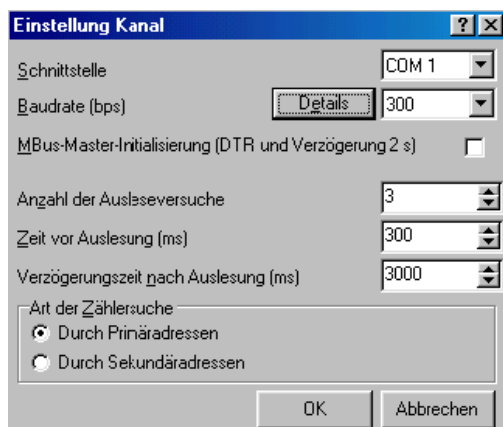 Einstellung Kanal
Schnittstelle COM 1
Baudrate (bps) Details 300
MBus-Master-Initialisierung (DTR und Verzögerung 2 s)
Anzahl der Ausleseversuche 3
Zeit vor Auslesung (ms) 300
Verzögerungszeit nach Auslesung (ms) 3000
Art der Zählersuche
Durch Primäradressen
Durch Sekundäradressen
OK Abbrechen